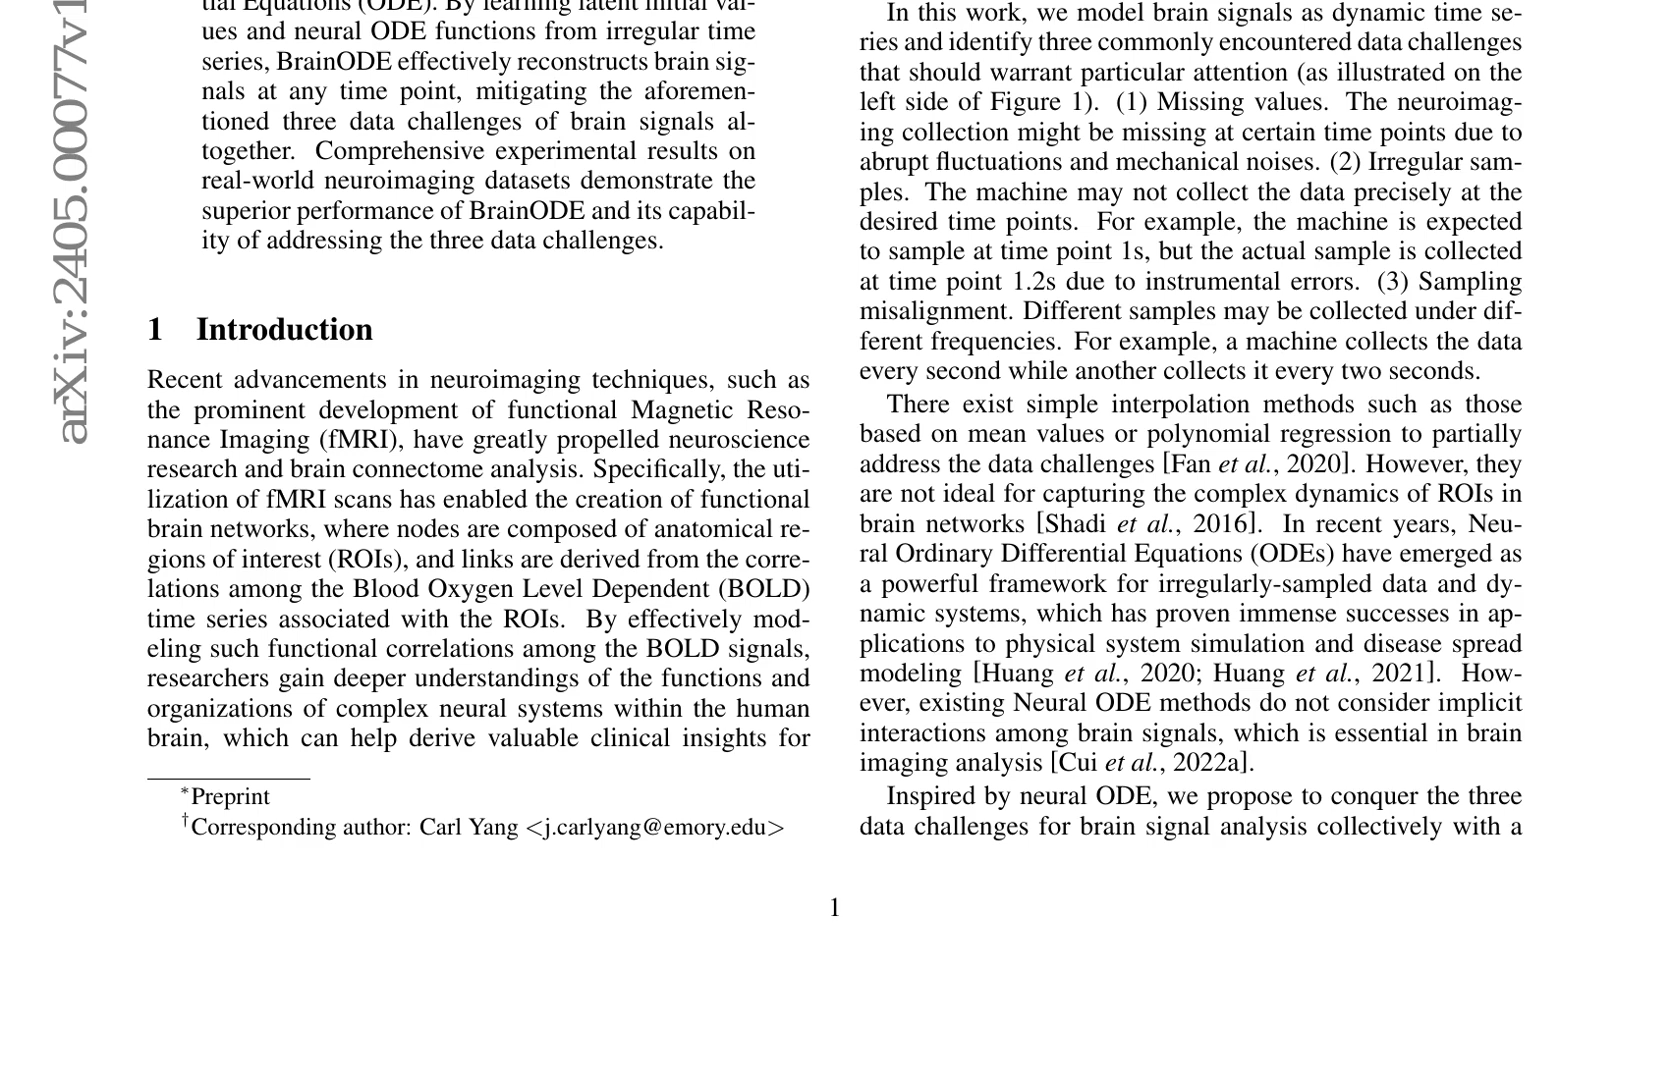 arXiv:2405.00077v1
tial Equations (ODE). By learning latent initial val-
ues and neural ODE functions from irregular time
series, BrainODE effectively reconstructs brain sig-
nals at any time point, mitigating the aforemen-
tioned three data challenges of brain signals al-
together. Comprehensive experimental results on
real-world neuroimaging datasets demonstrate the
superior performance of BrainODE and its capabil-
ity of addressing the three data challenges.
1 Introduction
Recent advancements in neuroimaging techniques, such as
the prominent development of functional Magnetic Reso-
nance Imaging (fMRI), have greatly propelled neuroscience
research and brain connectome analysis. Specifically, the uti-
lization of fMRI scans has enabled the creation of functional
brain networks, where nodes are composed of anatomical re-
gions of interest (ROIs), and links are derived from the corre-
lations among the Blood Oxygen Level Dependent (BOLD)
time series associated with the ROIs. By effectively mod-
eling such functional correlations among the BOLD signals,
researchers gain deeper understandings of the functions and
organizations of complex neural systems within the human
brain, which can help derive valuable clinical insights for
*Preprint
†Corresponding author: Carl Yang <j.carlyang@emory.edu>
In this work, we model brain signals as dynamic time se-
ries and identify three commonly encountered data challenges
that should warrant particular attention (as illustrated on the
left side of Figure 1). (1) Missing values. The neuroimag-
ing collection might be missing at certain time points due to
abrupt fluctuations and mechanical noises. (2) Irregular sam-
ples. The machine may not collect the data precisely at the
desired time points. For example, the machine is expected
to sample at time point 1s, but the actual sample is collected
at time point 1.2s due to instrumental errors. (3) Sampling
misalignment. Different samples may be collected under dif-
ferent frequencies. For example, a machine collects the data
every second while another collects it every two seconds.
There exist simple interpolation methods such as those
based on mean values or polynomial regression to partially
address the data challenges [Fan et al., 2020]. However, they
are not ideal for capturing the complex dynamics of ROIs in
brain networks [Shadi et al., 2016]. In recent years, Neu-
ral Ordinary Differential Equations (ODEs) have emerged as
a powerful framework for irregularly-sampled data and dy-
namic systems, which has proven immense successes in ap-
plications to physical system simulation and disease spread
modeling [Huang et al., 2020; Huang et al., 2021]. How-
ever, existing Neural ODE methods do not consider implicit
interactions among brain signals, which is essential in brain
imaging analysis [Cui et al., 2022a].
Inspired by neural ODE, we propose to conquer the three
data challenges for brain signal analysis collectively with a
1